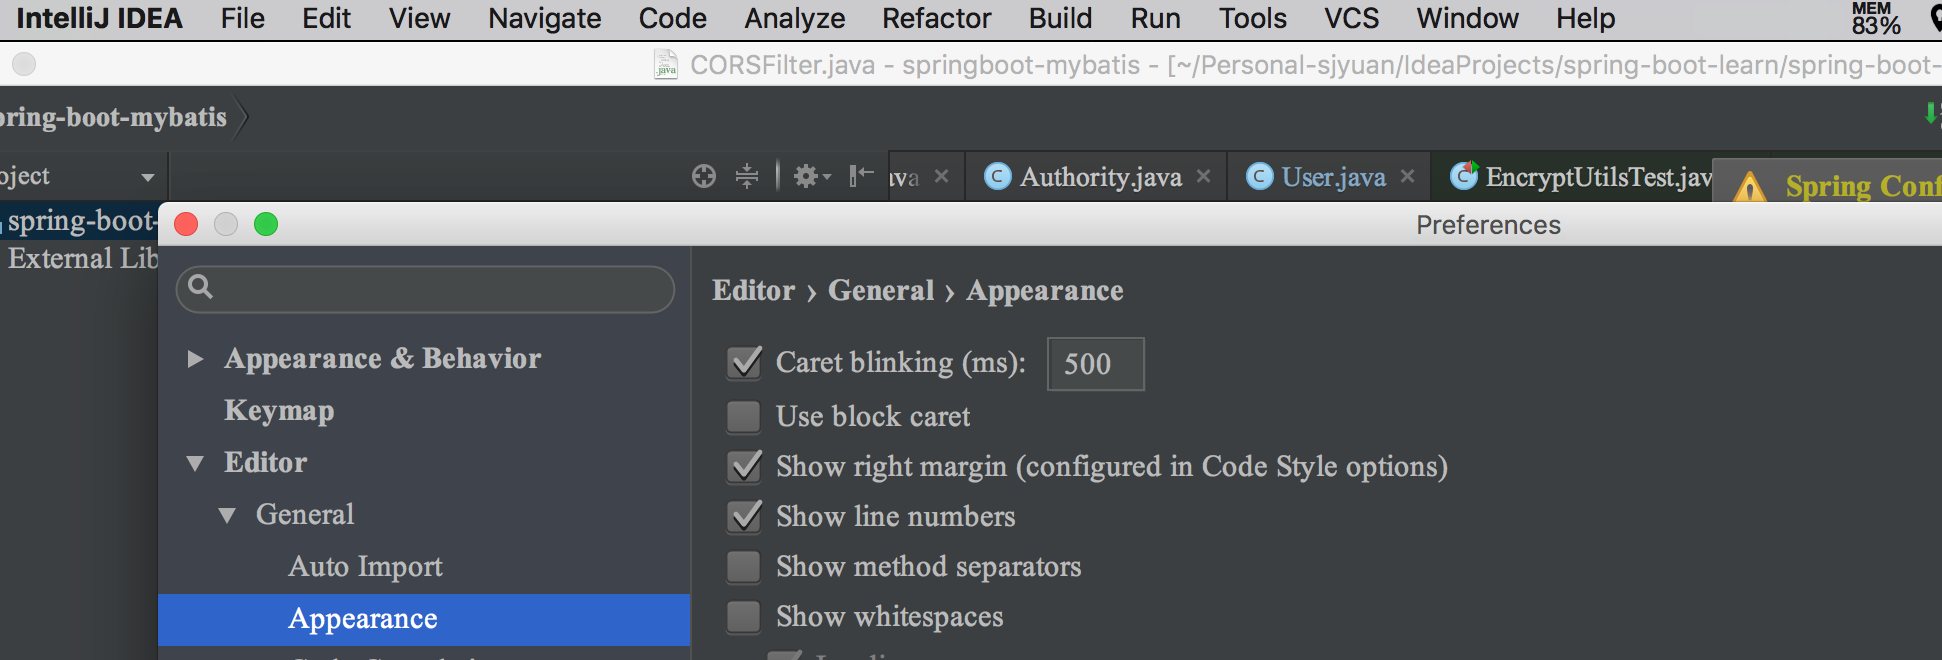 IntelliJ IDEA File Edit View Navigate Code Analyze Refactor Build Run Tools VCS Window Help MEM 83%
CORSFilter.java - springboot-mybatis - [~/Personal-sjyuan/IdeaProjects/spring-boot-learn/spring-boot-
pring-boot-mybatis
oject
ava Authority.java User.java EncryptUtilsTest.jav Spring Conf
spring-boot-
External Lib
Preferences
Editor › General › Appearance
Appearance & Behavior
Keymap
Editor
General
Auto Import
Appearance
Caret blinking (ms): 500
Use block caret
Show right margin (configured in Code Style options)
Show line numbers
Show method separators
Show whitespaces